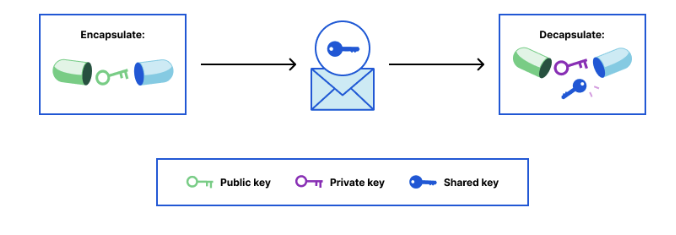 Encapsulate:
Decapsulate:
Public key
Private key
Shared key